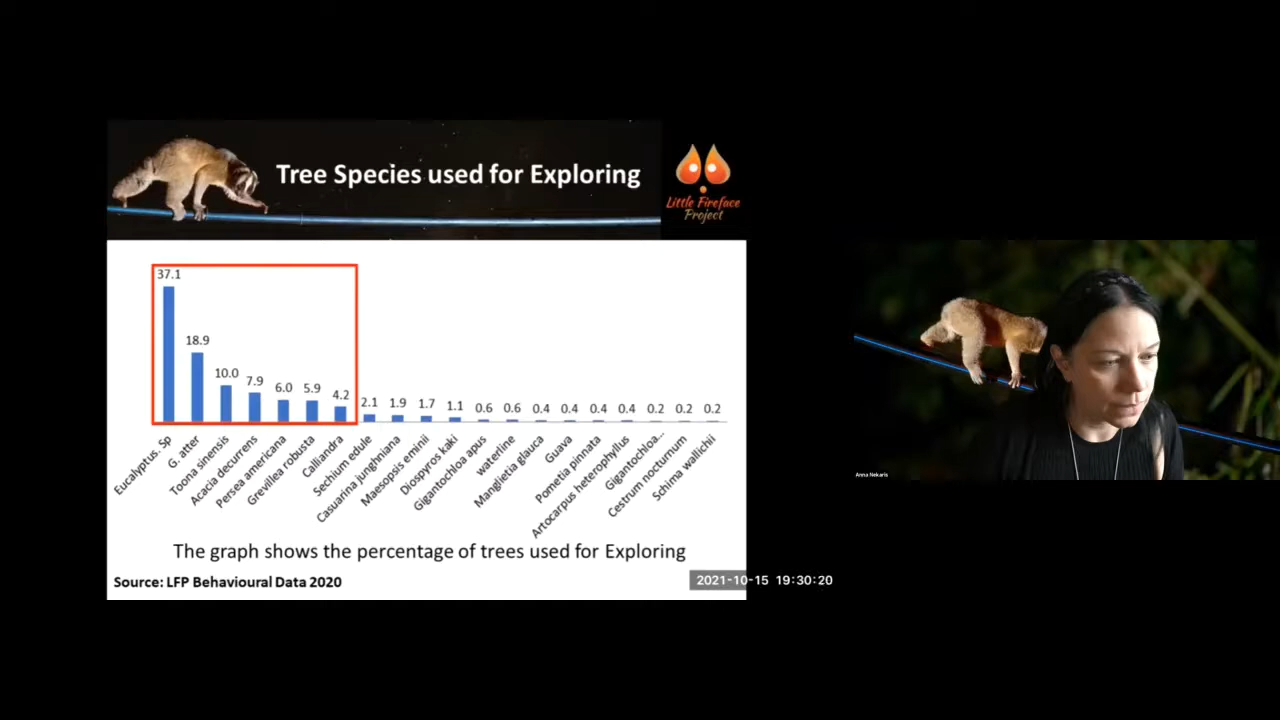 Tree Species used for Exploring
Little Fireface
Project
37.1
18.9
10.0
7.9
6.0
5.9
4.2
2.1
1.9
1.7
1.1
0.6
0.6
0.4
0.4
0.4
0.4
0.2
0.2
0.2
Eucalyptus. Sp
G. atter
Toona sinensis
Acacia decurrens
Persea americana
Grevillea robusta
Calliandra
Sechium edule
Casuarina junghniana
Maesopsis eminii
Diospyros kaki
Gigantochloa apus
waterline
Manglietia glauca
Guava
Pometia pinnata
Artocarpus heterophyllus
Gigantochloa...
Cestrum nocturnum
Schima wallichii
The graph shows the percentage of trees used for Exploring
Source: LFP Behavioural Data 2020
2021-10-15 19:30:20
Anna Nekaris